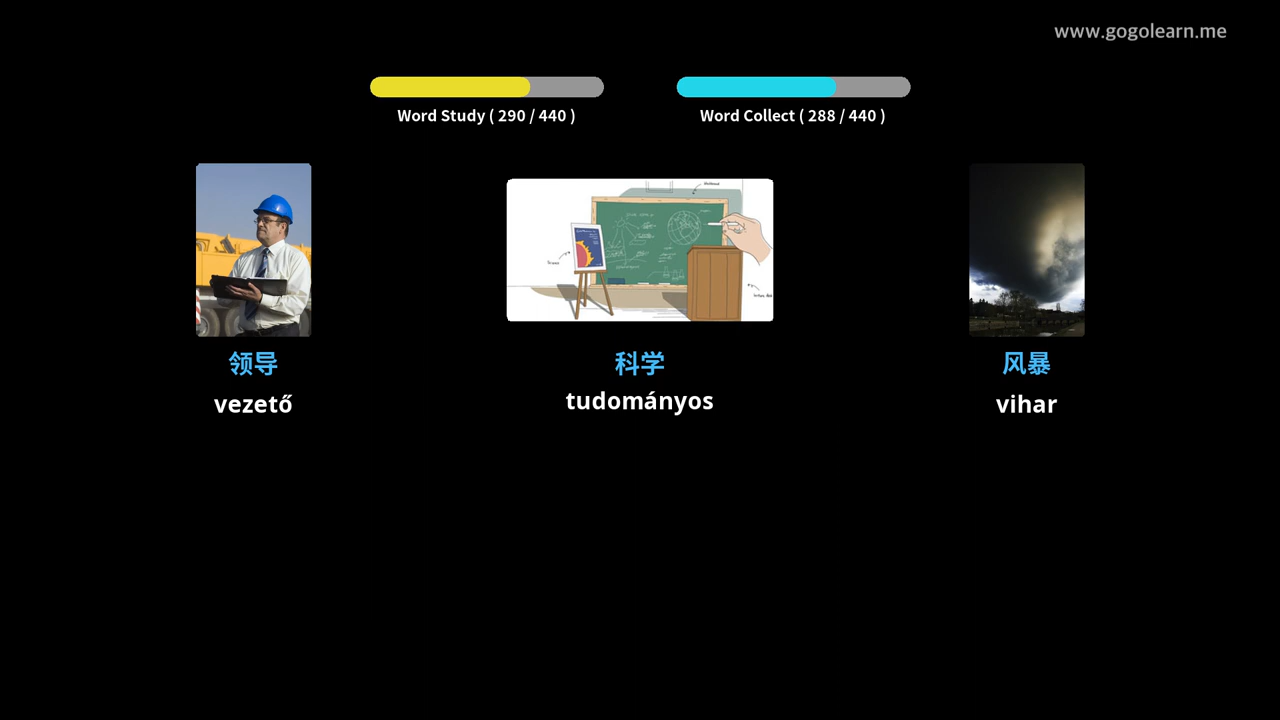 www.gogolearn.me
Word Study ( 290 / 440 )
Word Collect ( 288 / 440 )
领导
科学
风暴
vezető
tudományos
vihar